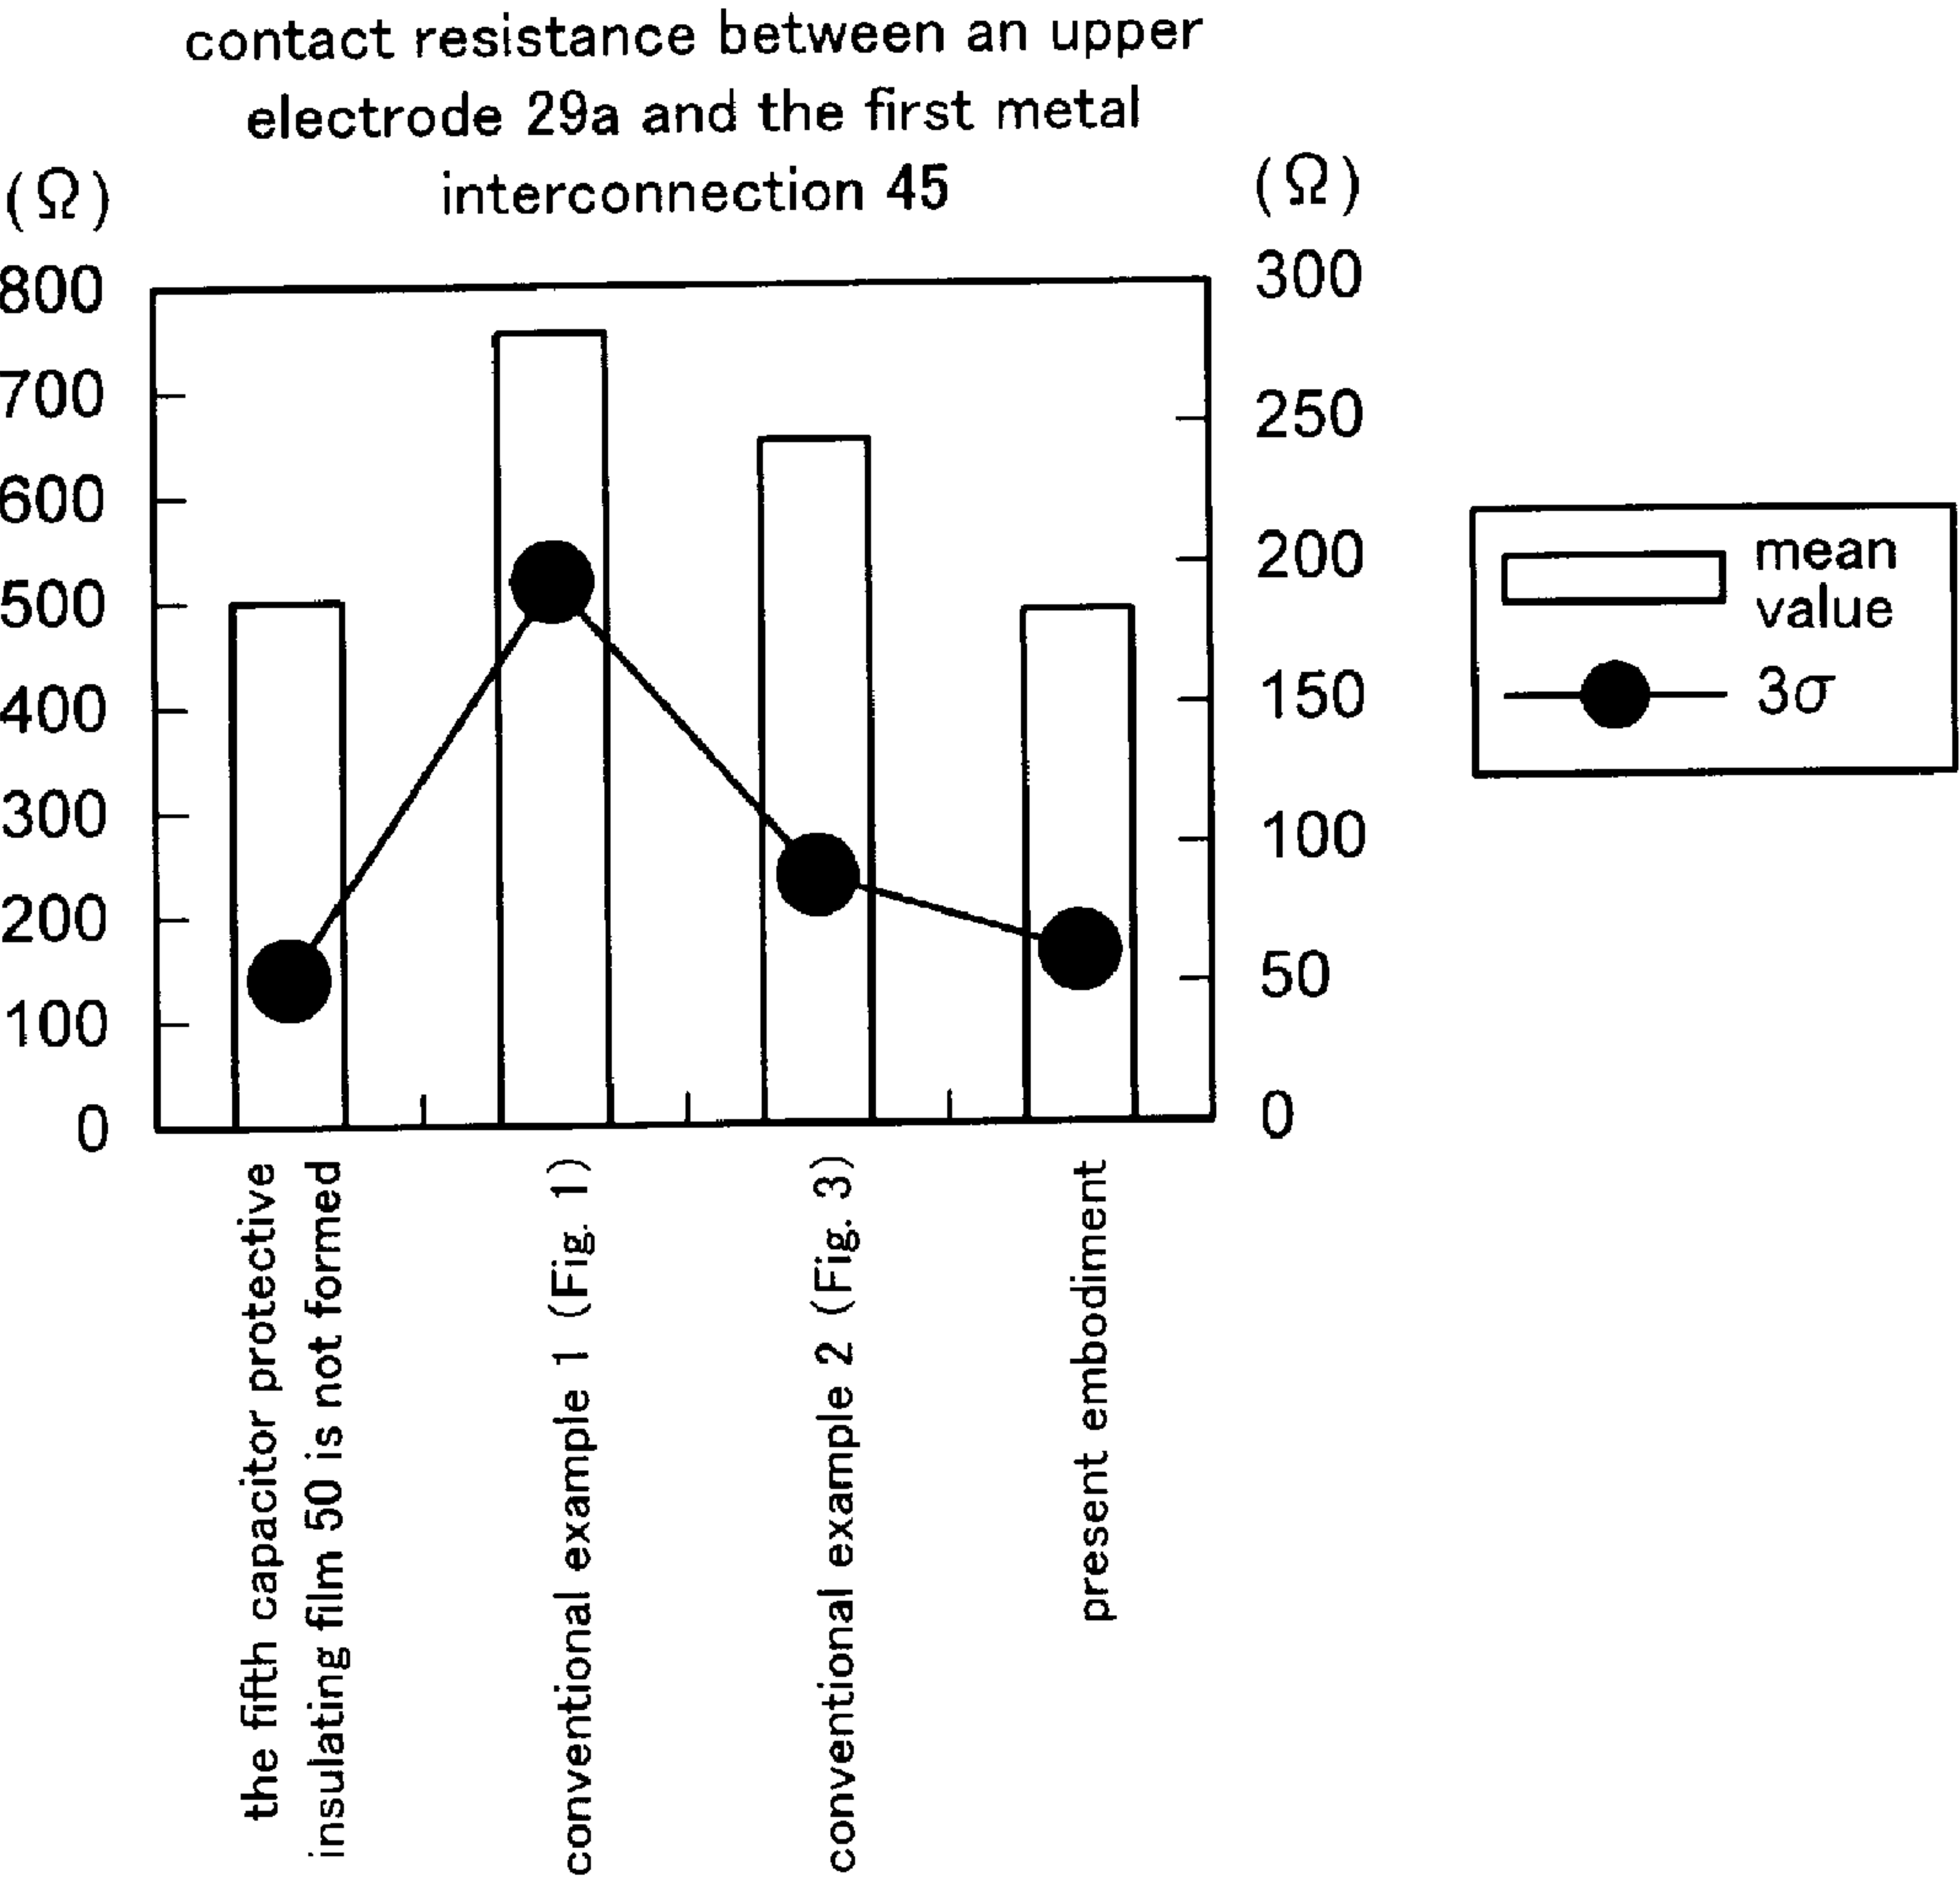 contact resistance between an upper
electrode 29a and the first metal
interconnection 45
(Ω)
(Ω)
800
700
600
500
400
300
200
100
0
300
250
200
150
100
50
0
mean
value
3σ
the fifth capacitor protective
insulating film 50 is not formed
conventional example 1 (Fig. 1)
conventional example 2 (Fig. 3)
present embodiment